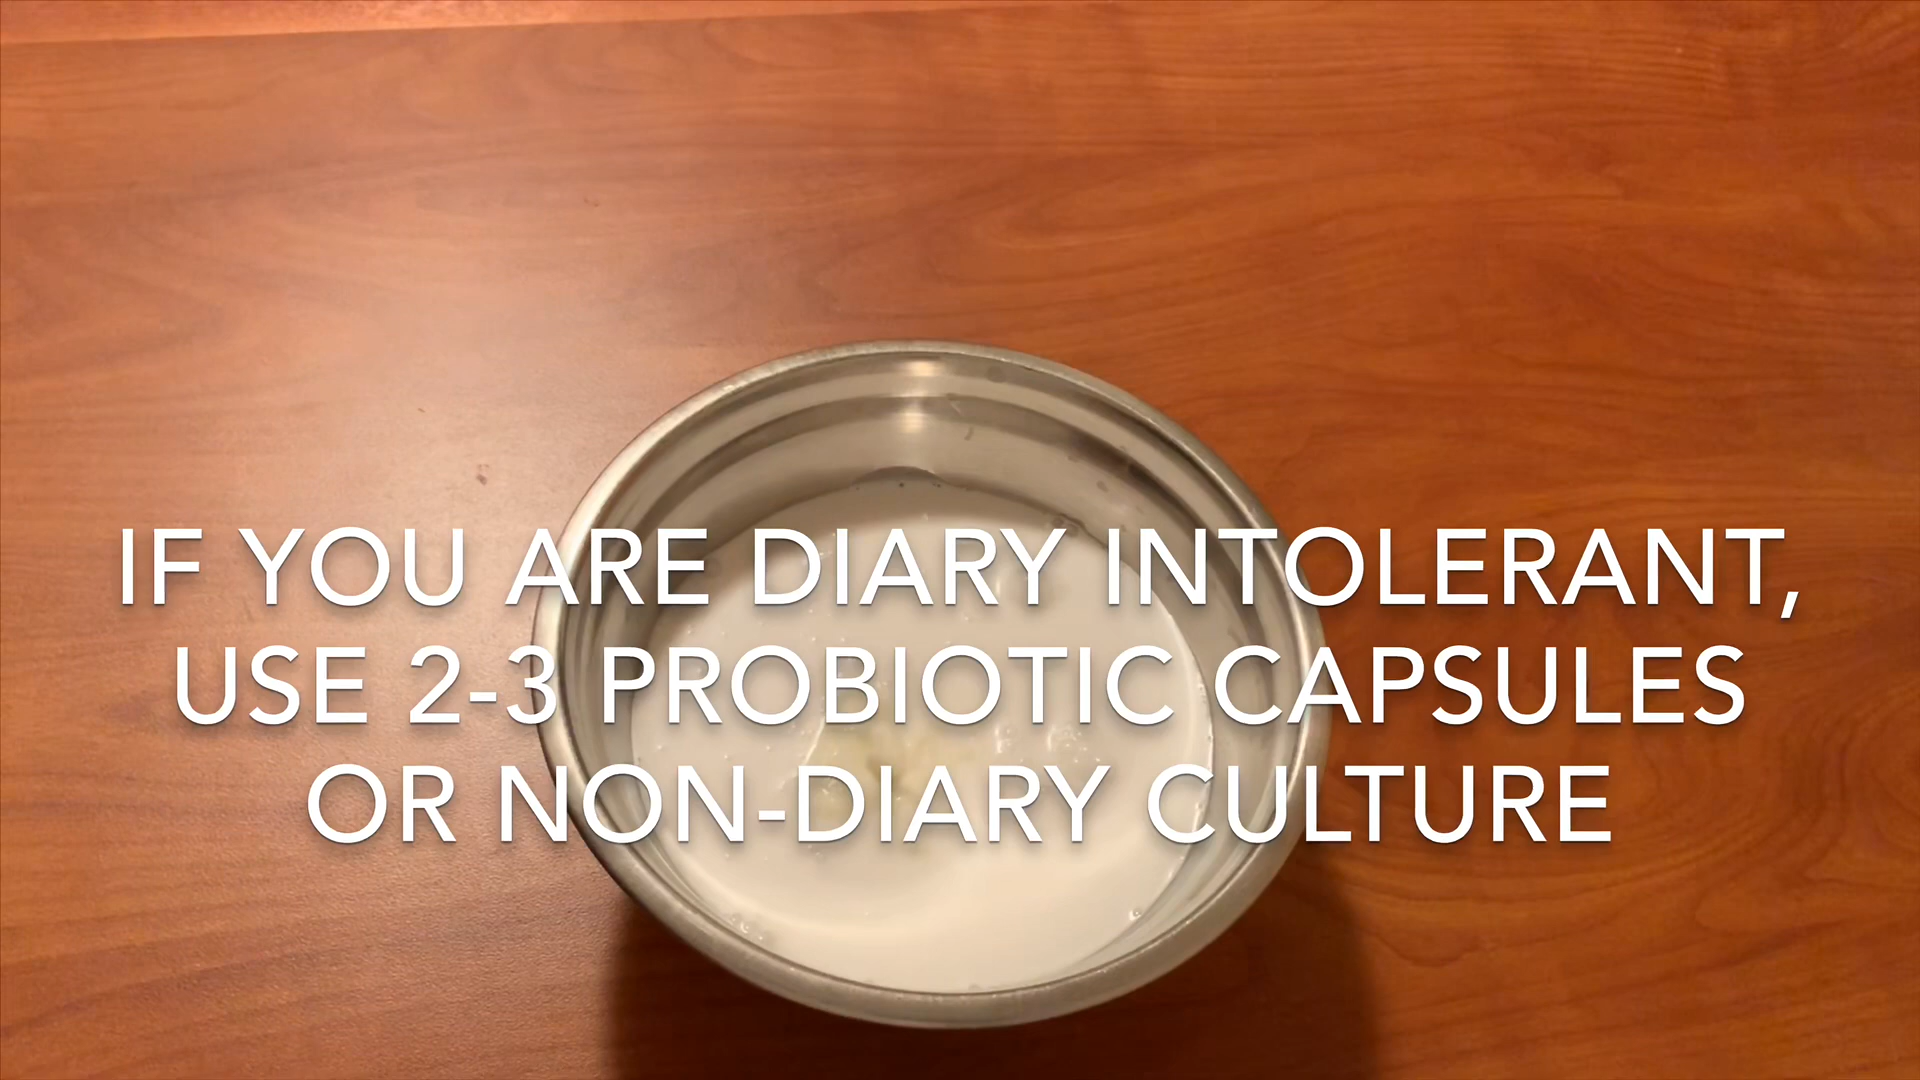 IF YOU ARE DIARY INTOLERANT,
USE 2-3 PROBIOTIC CAPSULES
OR NON-DIARY CULTURE